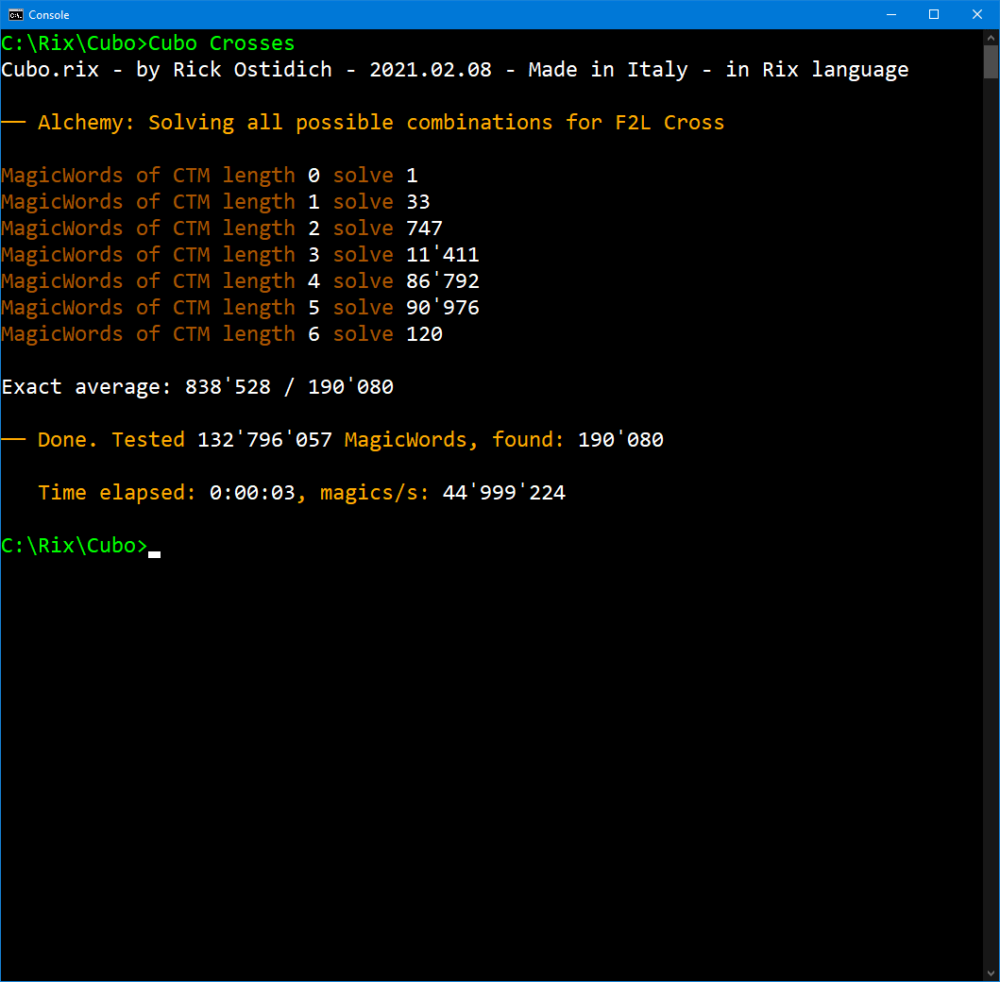 Console
C:\Rix\Cubo>Cubo Crosses
Cubo.rix - by Rick Ostidich - 2021.02.08 - Made in Italy - in Rix language
── Alchemy: Solving all possible combinations for F2L Cross
MagicWords of CTM length 0 solve 1
MagicWords of CTM length 1 solve 33
MagicWords of CTM length 2 solve 747
MagicWords of CTM length 3 solve 11'411
MagicWords of CTM length 4 solve 86'792
MagicWords of CTM length 5 solve 90'976
MagicWords of CTM length 6 solve 120
Exact average: 838'528 / 190'080
── Done. Tested 132'796'057 MagicWords, found: 190'080
Time elapsed: 0:00:03, magics/s: 44'999'224
C:\Rix\Cubo>